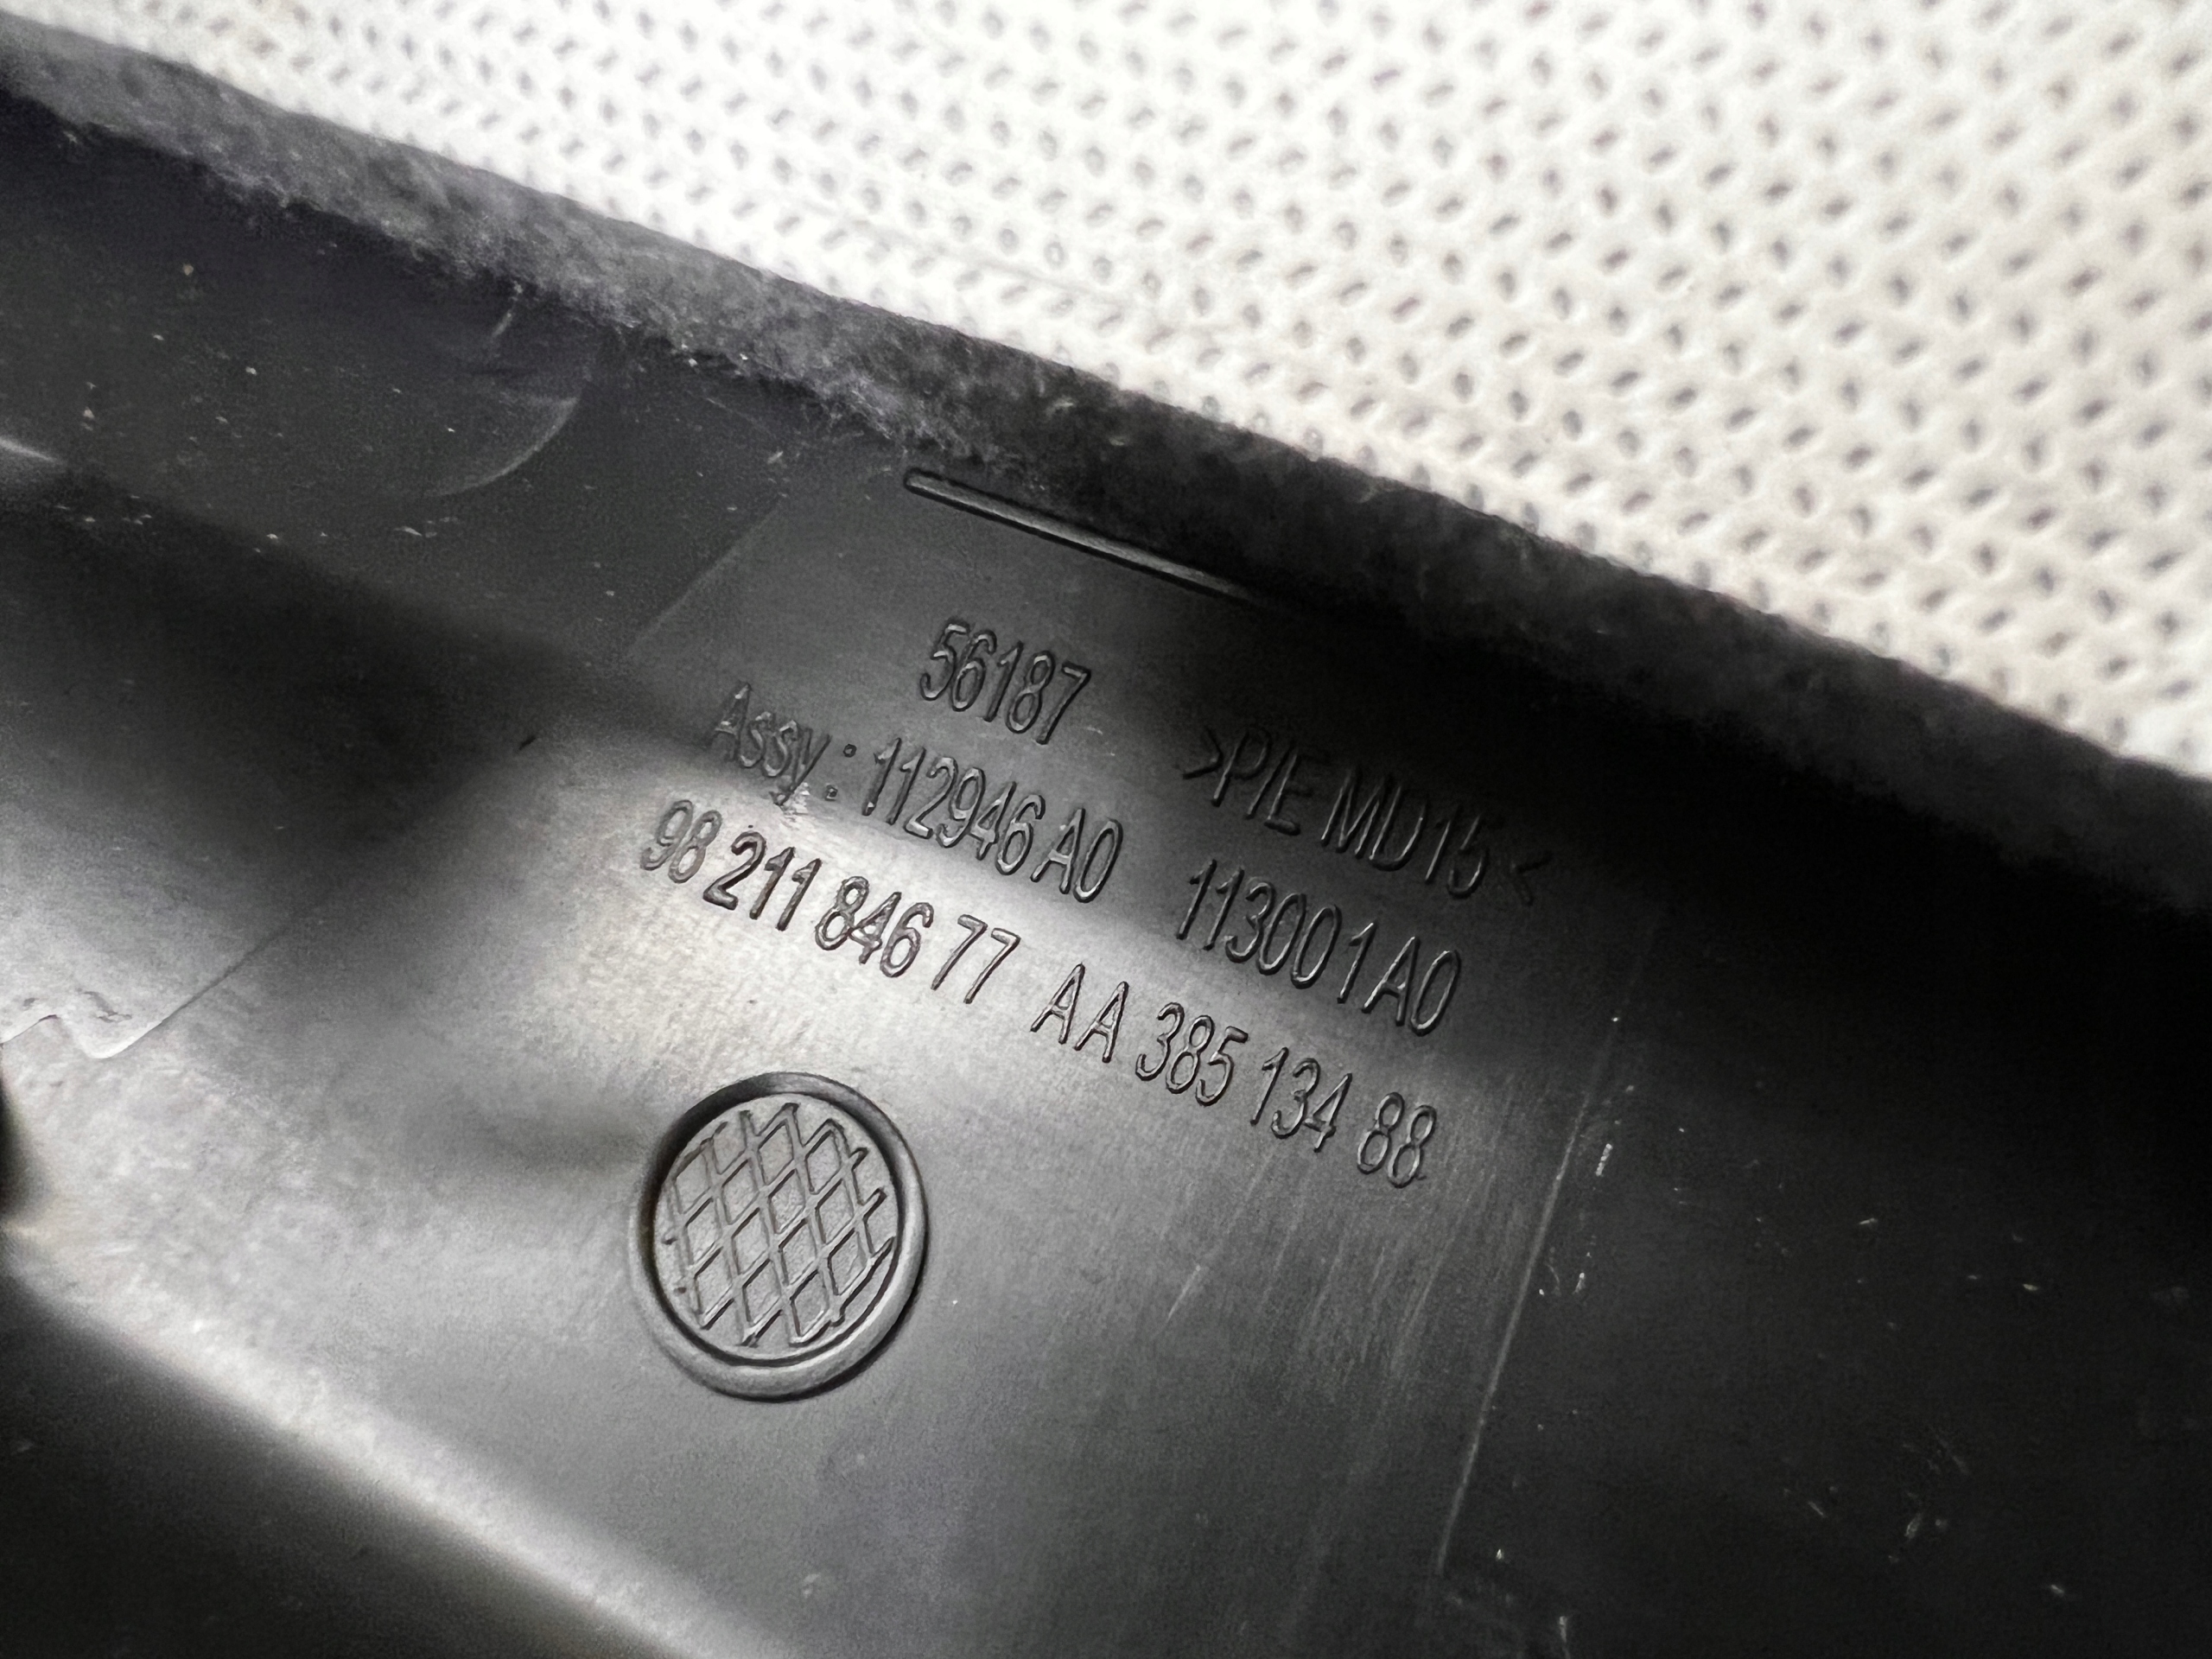 56187 >P/E MD15<
Assy : 112946 A0 113001 A0
98 211 846 77 AA 385 134 88